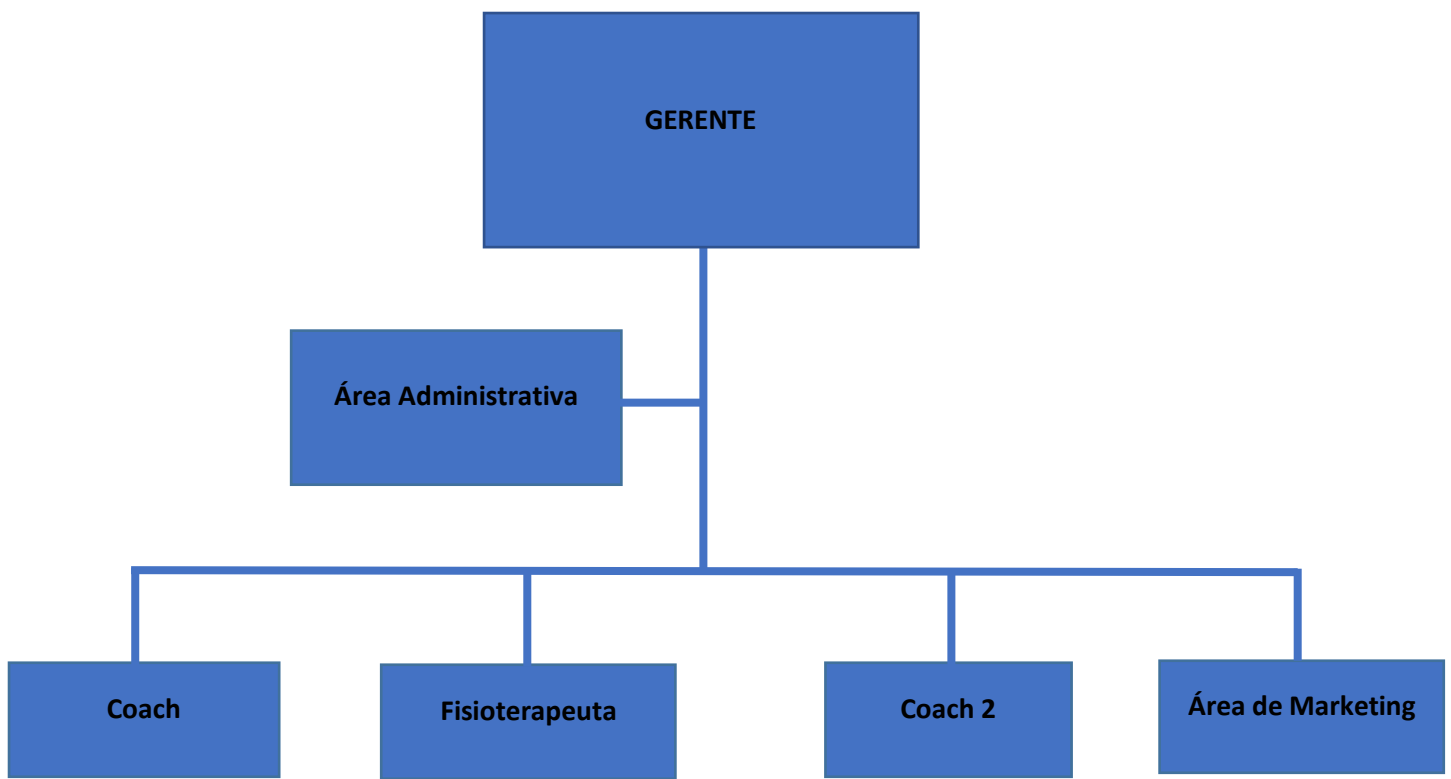 GERENTE
Área Administrativa
Coach
Fisioterapeuta
Coach 2
Área de Marketing